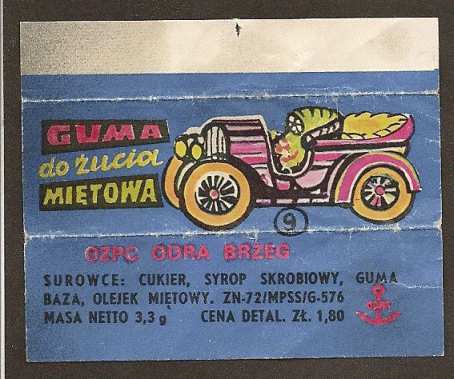 GUMA
do żucia
MIĘTOWA
9
OZPC ODRA BRZEG
SUROWCE: CUKIER, SYROP SKROBIOWY, GUMA
BAZA, OLEJEK MIĘTOWY. ZN-72/MPSS/G-576
MASA NETTO 3,3 g CENA DETAL. ZŁ. 1,80